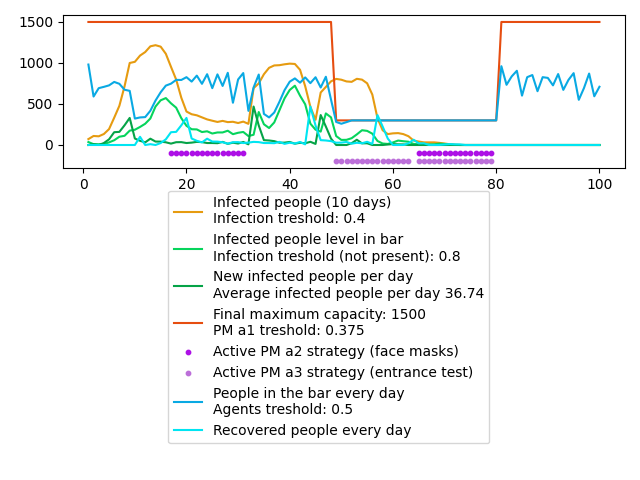 1500
1000
500
0
0 20 40 60 80 100
Infected people (10 days)
Infection treshold: 0.4
Infected people level in bar
Infection treshold (not present): 0.8
New infected people per day
Average infected people per day 36.74
Final maximum capacity: 1500
PM a1 treshold: 0.375
Active PM a2 strategy (face masks)
Active PM a3 strategy (entrance test)
People in the bar every day
Agents treshold: 0.5
Recovered people every day